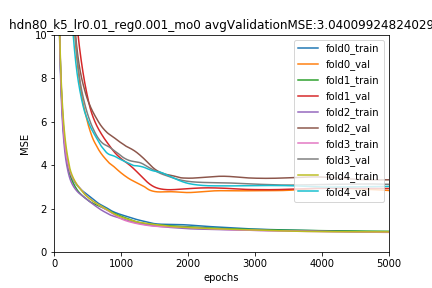 hdn80_k5_lr0.01_reg0.001_mo0 avgValidationMSE:3.04009924824029
10
8
6
4
2
0
MSE
0
1000
2000
3000
4000
5000
epochs
fold0_train
fold0_val
fold1_train
fold1_val
fold2_train
fold2_val
fold3_train
fold3_val
fold4_train
fold4_val